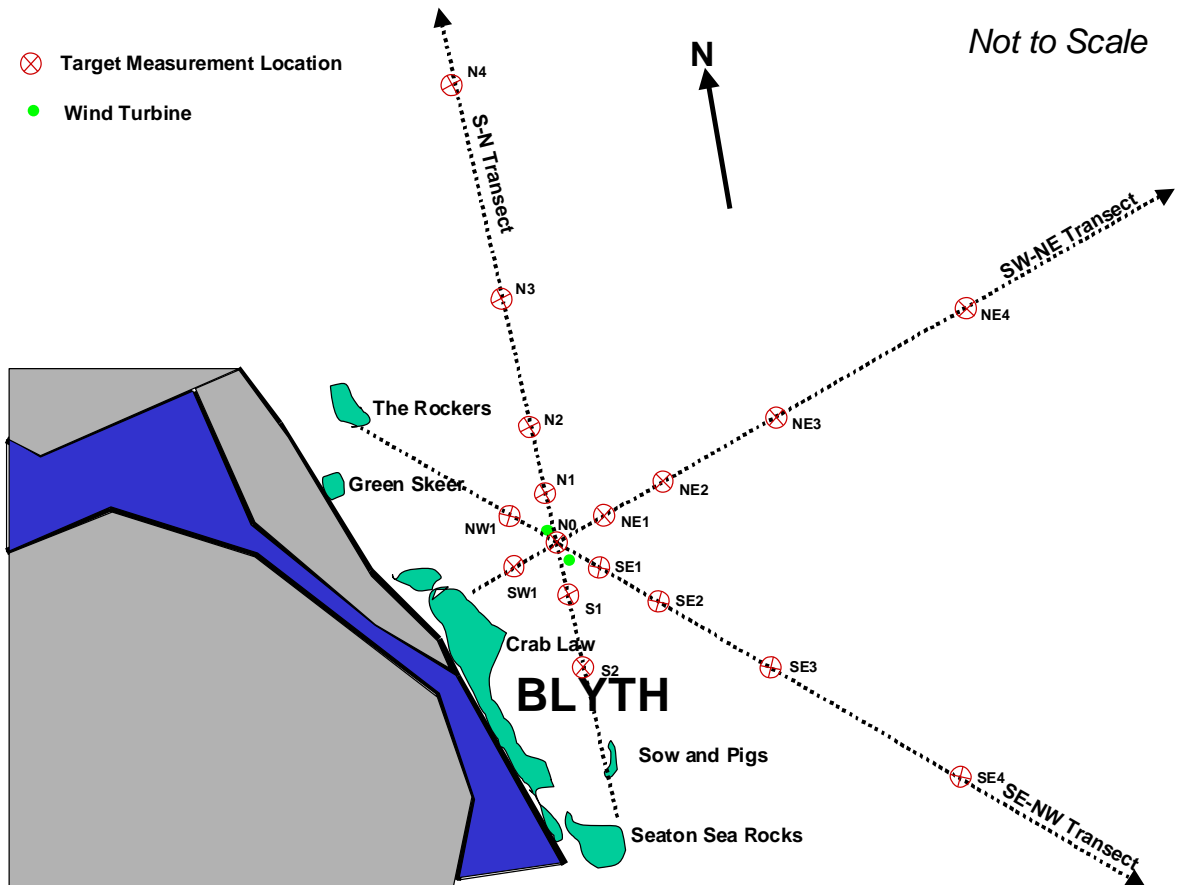 Not to Scale
Target Measurement Location
Wind Turbine
N
N4
S-N Transect
SW-NE Transect
N3
NE4
The Rockers
N2
NE3
Green Skeer
N1
NE2
NW1
N0
NE1
SW1
SE1
S1
SE2
Crab Law
S2
SE3
BLYTH
Sow and Pigs
SE4
SE-NW Transect
Seaton Sea Rocks